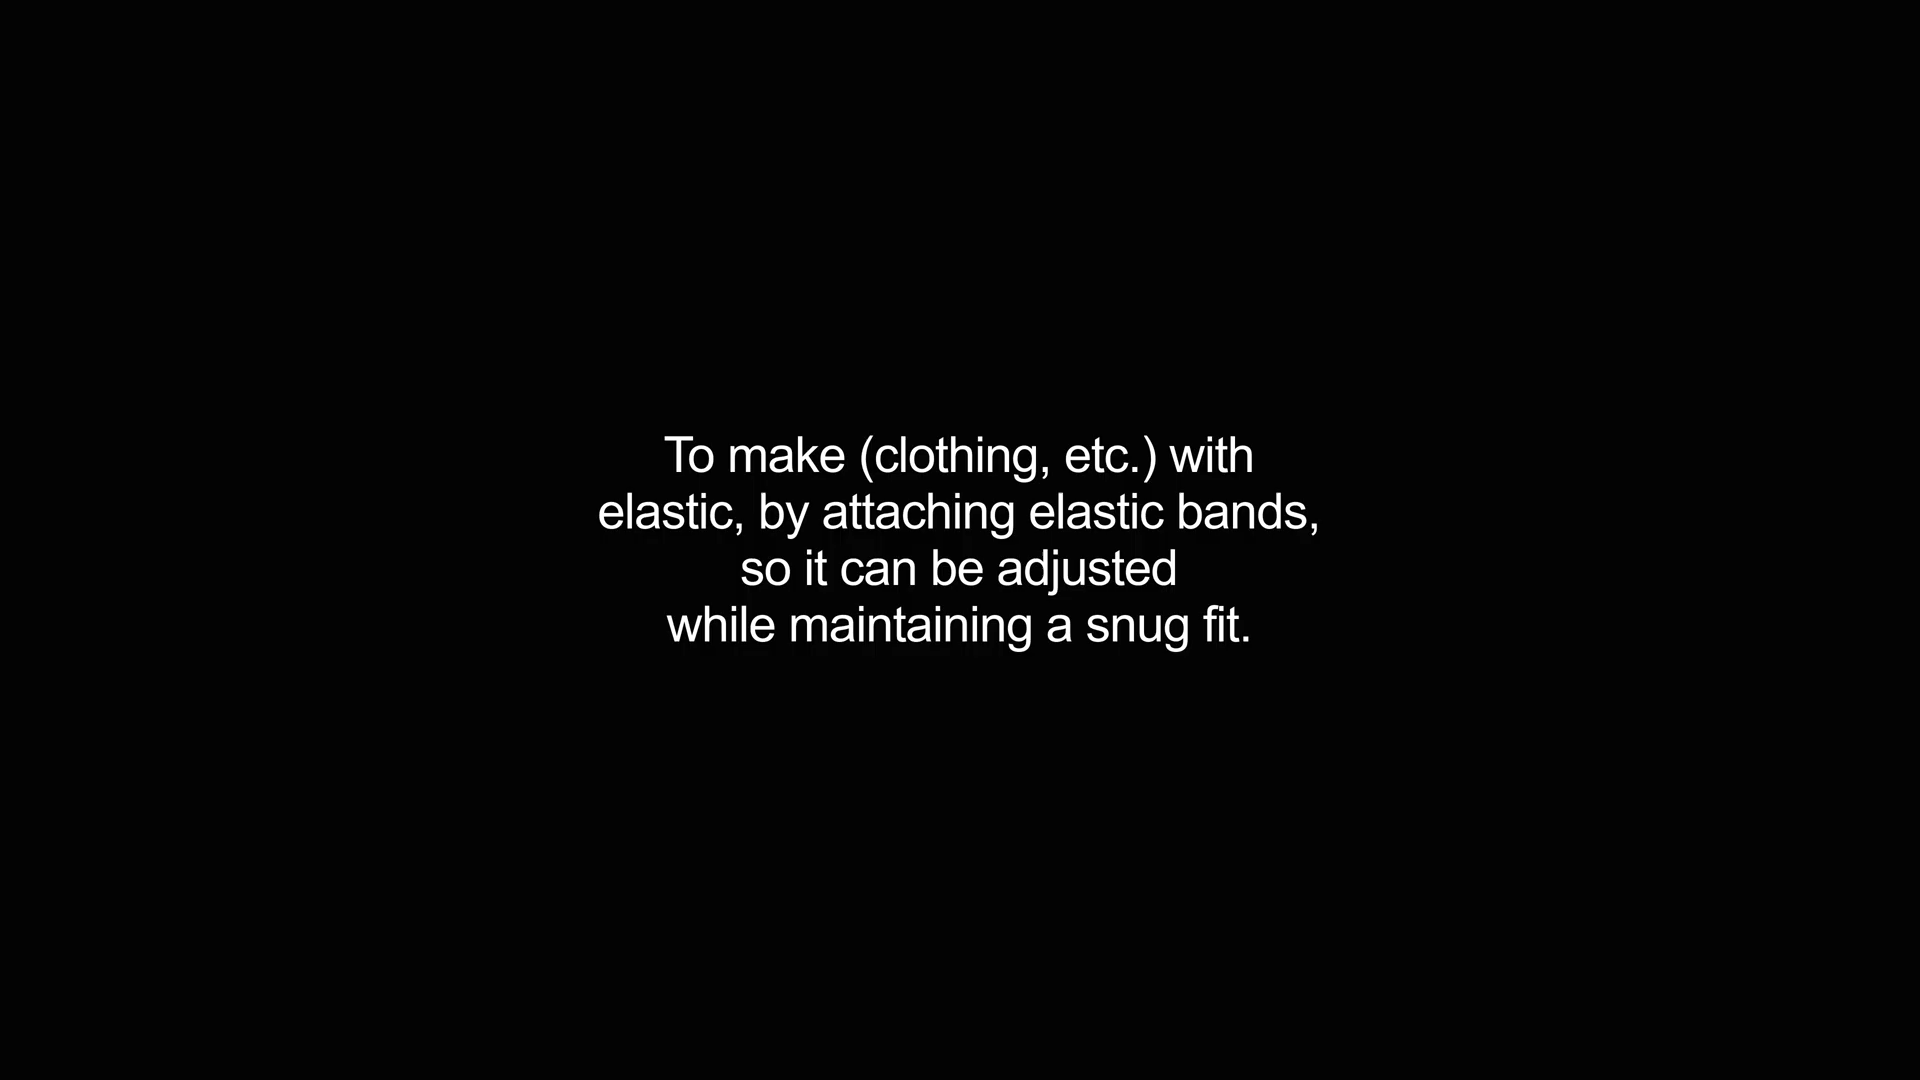 To make (clothing, etc.) with
elastic, by attaching elastic bands,
so it can be adjusted
while maintaining a snug fit.